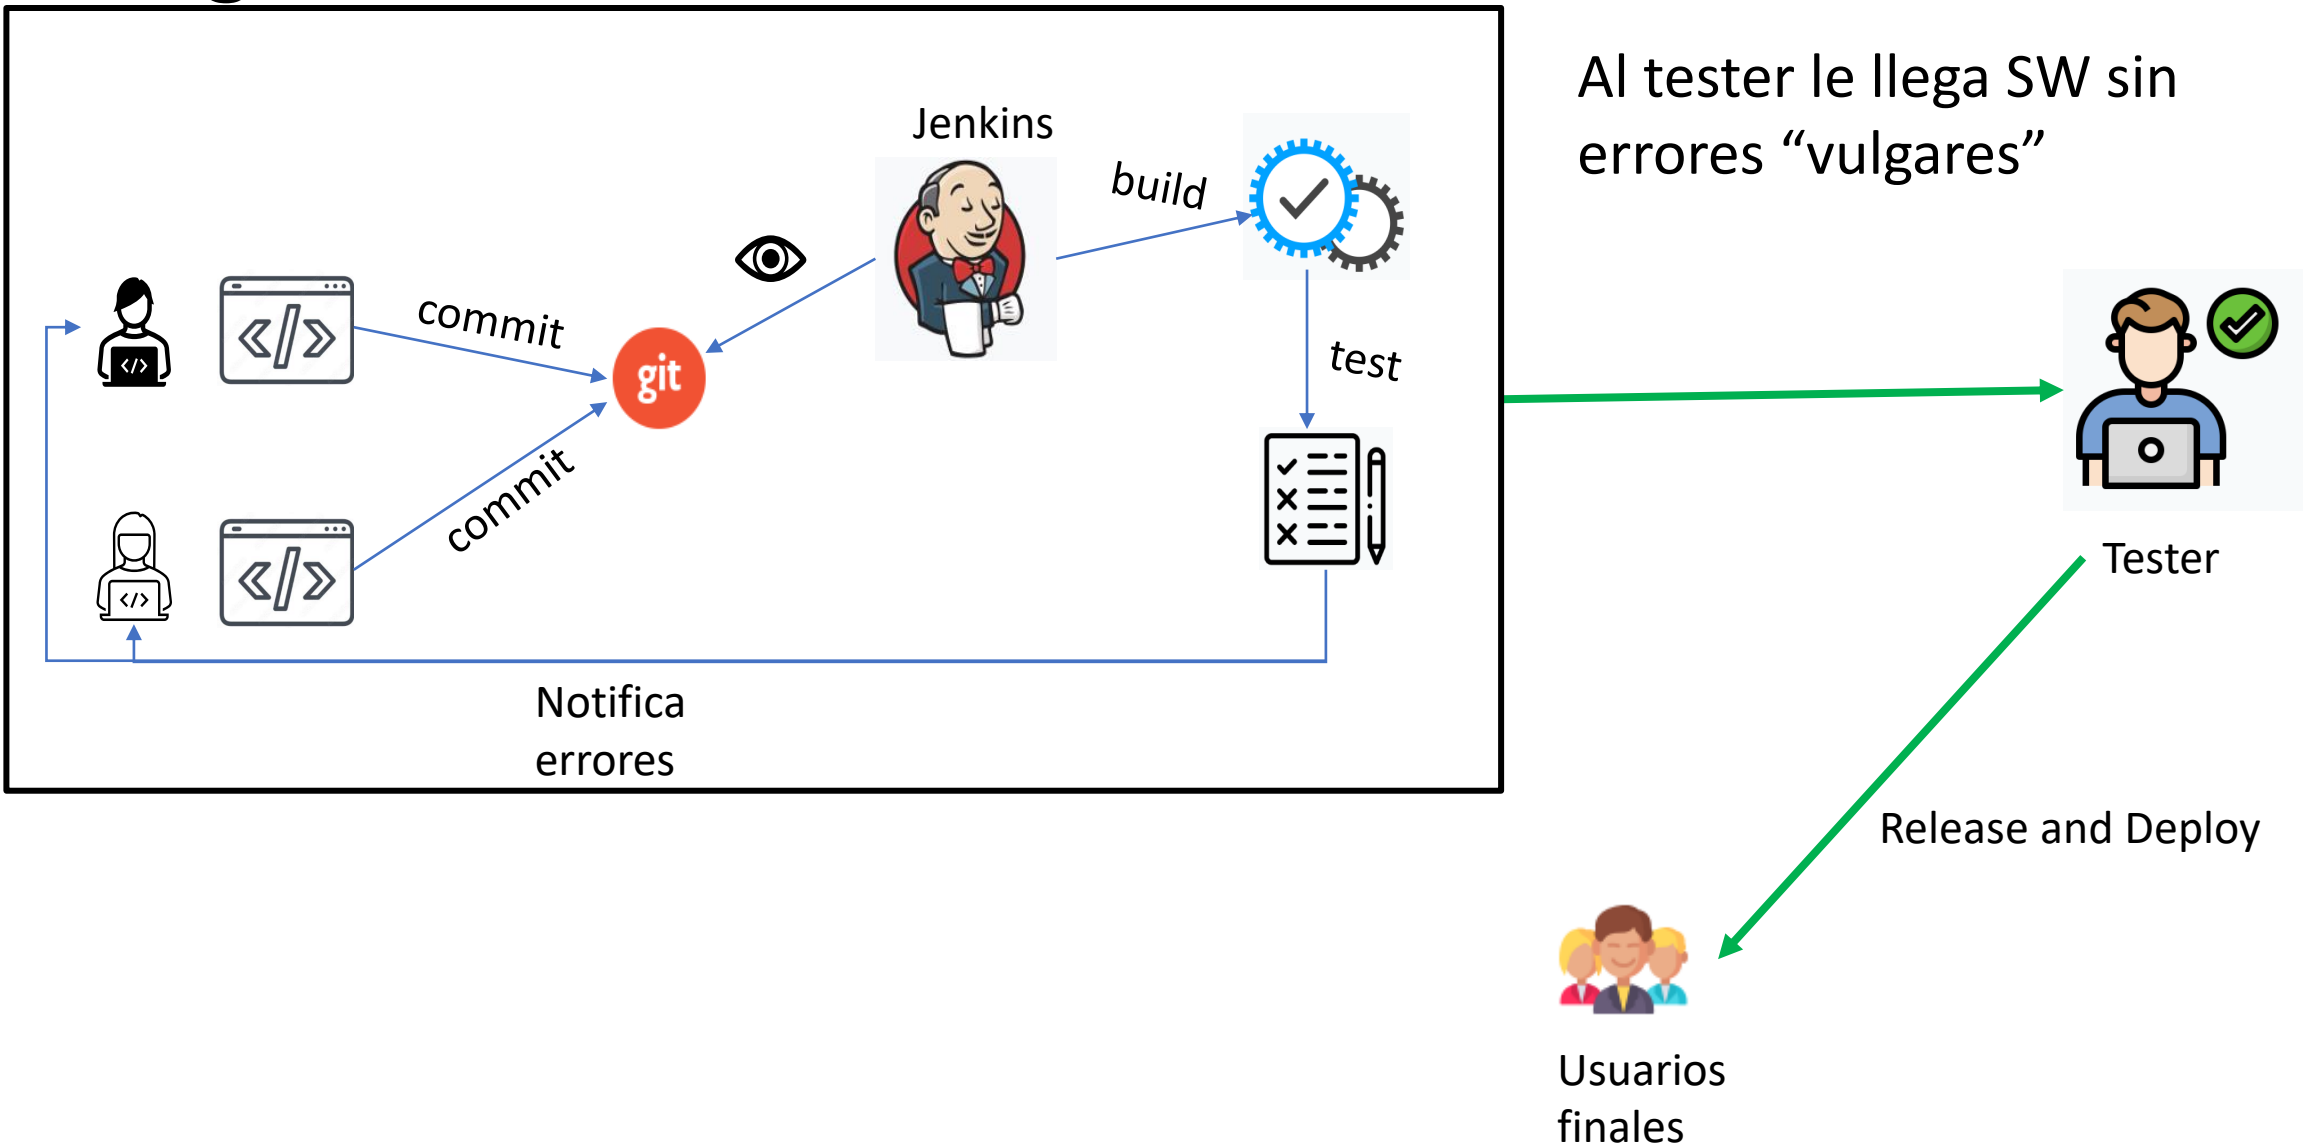 Al tester le llega SW sin
errores “vulgares”
Jenkins
build
commit
git
test
commit
Tester
Notifica
errores
Release and Deploy
Usuarios
finales